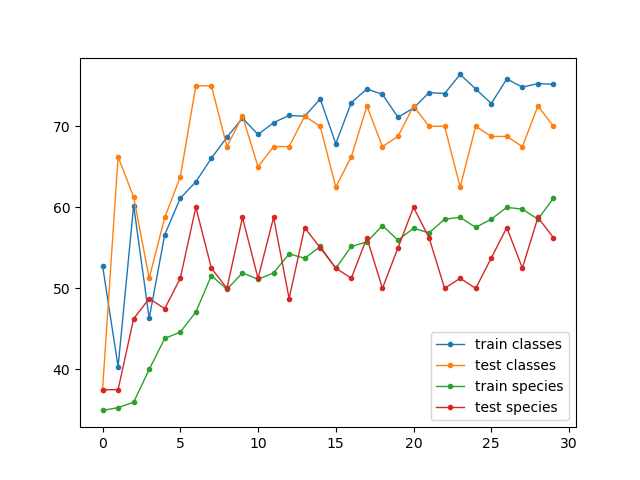 70
60
50
40
0 5 10 15 20 25 30
train classes
test classes
train species
test species